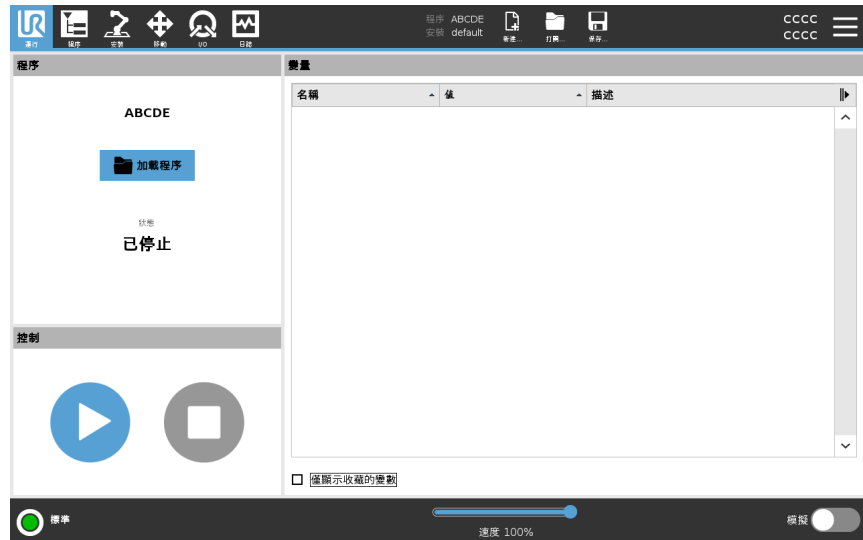 程序 ABCDE
安裝 default
CCCC
CCCC
運行
程序
安裝
移動
I/O
日誌
新建...
打開...
保存...
程序
變量
ABCDE
加載程序
狀態
已停止
名稱
值
描述
控制
僅顯示收藏的變數
標準
速度 100%
模擬